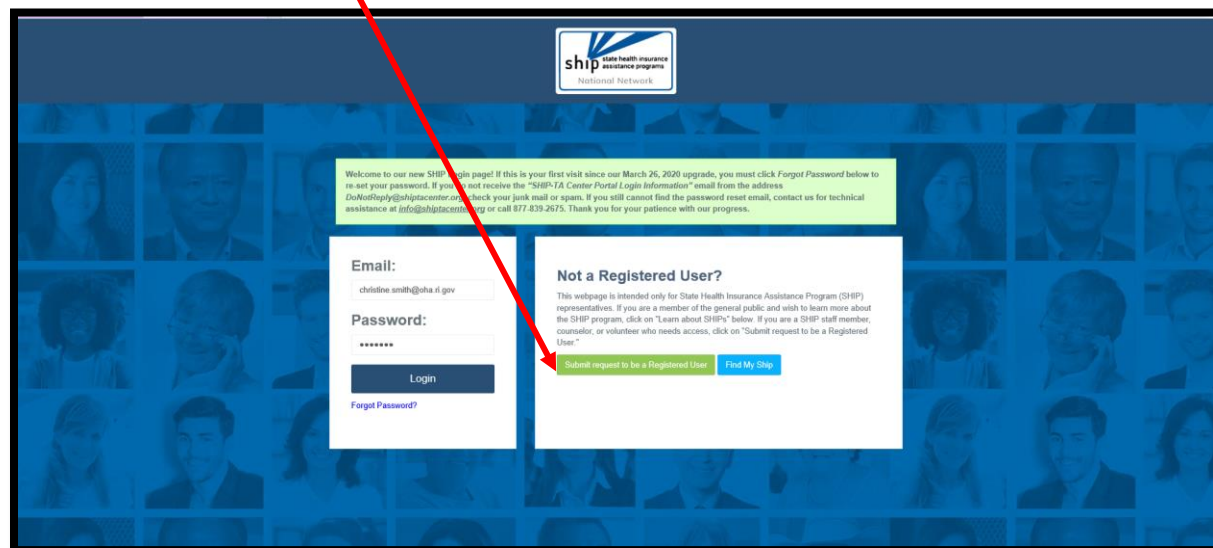 ship state health insurance
assistance programs
National Network
Welcome to our new SHIP login page! If this is your first visit since our March 26, 2020 upgrade, you must click Forgot Password below to
re-set your password. If you do not receive the "SHIP-TA Center Portal Login Information" email from the address
DoNotReply@shiptacenter.org, check your junk mail or spam. If you still cannot find the password reset email, contact us for technical
assistance at info@shiptacenter.org or call 877-839-2675. Thank you for your patience with our progress.
Email:
christine.smith@oha.ri.gov
Password:
•••••••
Login
Forgot Password?
Not a Registered User?
This webpage is intended only for State Health Insurance Assistance Program (SHIP)
representatives. If you are a member of the general public and wish to learn more about
the SHIP program, click on "Learn about SHIPs" below. If you are a SHIP staff member,
counselor, or volunteer who needs access, click on "Submit request to be a Registered
User."
Submit request to be a Registered User
Find My Ship